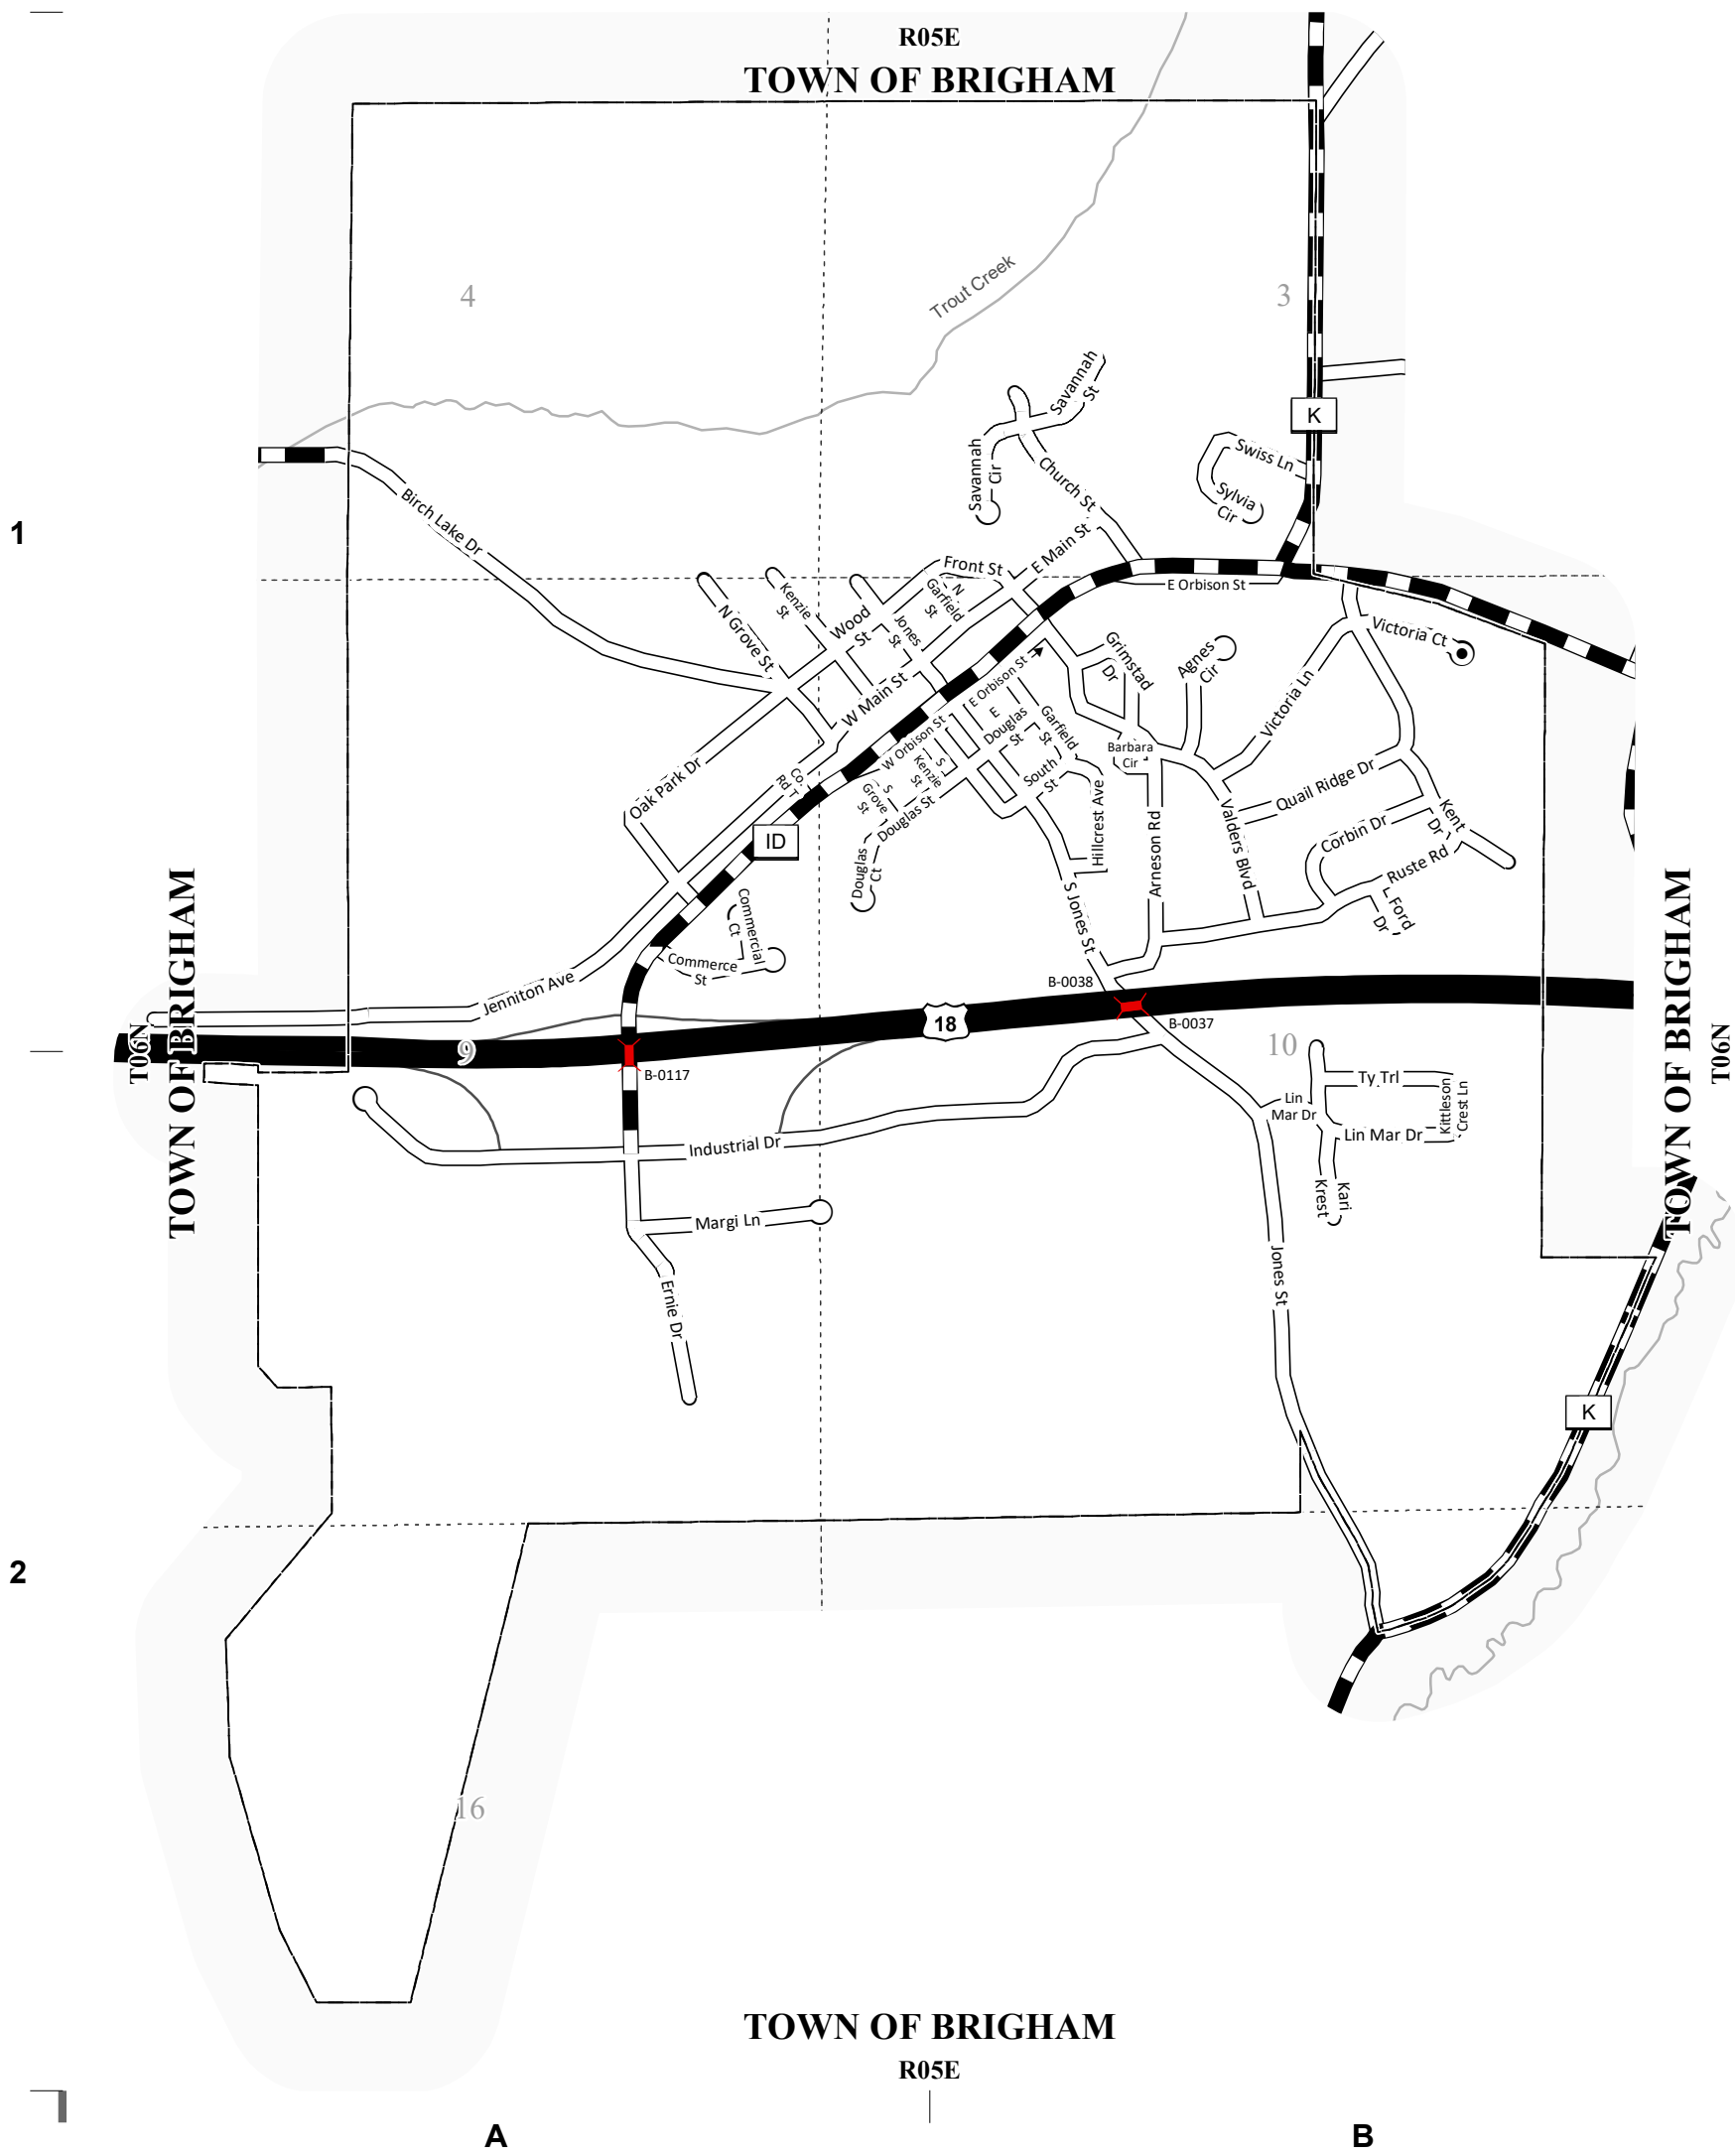 R05E
TOWN OF BRIGHAM
4
3
Trout Creek
Savannah
St
K
Savannah
Cir
Church St
Swiss Ln
Sylvia
Cir
Birch Lake Dr
1
E Main St
Front St
E Orbison St
N
Garfield
St
Kenzie
St
N Grove St
Wood
St
Jones
St
Victoria Ct
Grimstad
Dr
Agnes
Cir
E Orbison St
W Main St
Victoria Ln
W Orbison St
E
Douglas
St
Garfield
St
Barbara
Cir
S
Kenzie
St
South
St
Oak Park Dr
Co.
Rd T
S
Grove
St
Douglas St
Hillcrest Ave
Quail Ridge Dr
Valders Blvd
Kent
Dr
Corbin Dr
ID
Arneson Rd
Ruste Rd
Douglas
Ct
Ford
Dr
Commercial
Ct
S Jones St
Commerce
St
Jenniton Ave
B-0038
18
B-0037
T06N
TOWN OF BRIGHAM
9
10
TOWN OF BRIGHAM
T06N
B-0117
Ty Trl
Lin
Mar Dr
Kittleson
Crest Ln
Lin Mar Dr
Industrial Dr
Kari
Krest
Margi Ln
Jones St
Ernie Dr
K
2
16
TOWN OF BRIGHAM
R05E
A
B